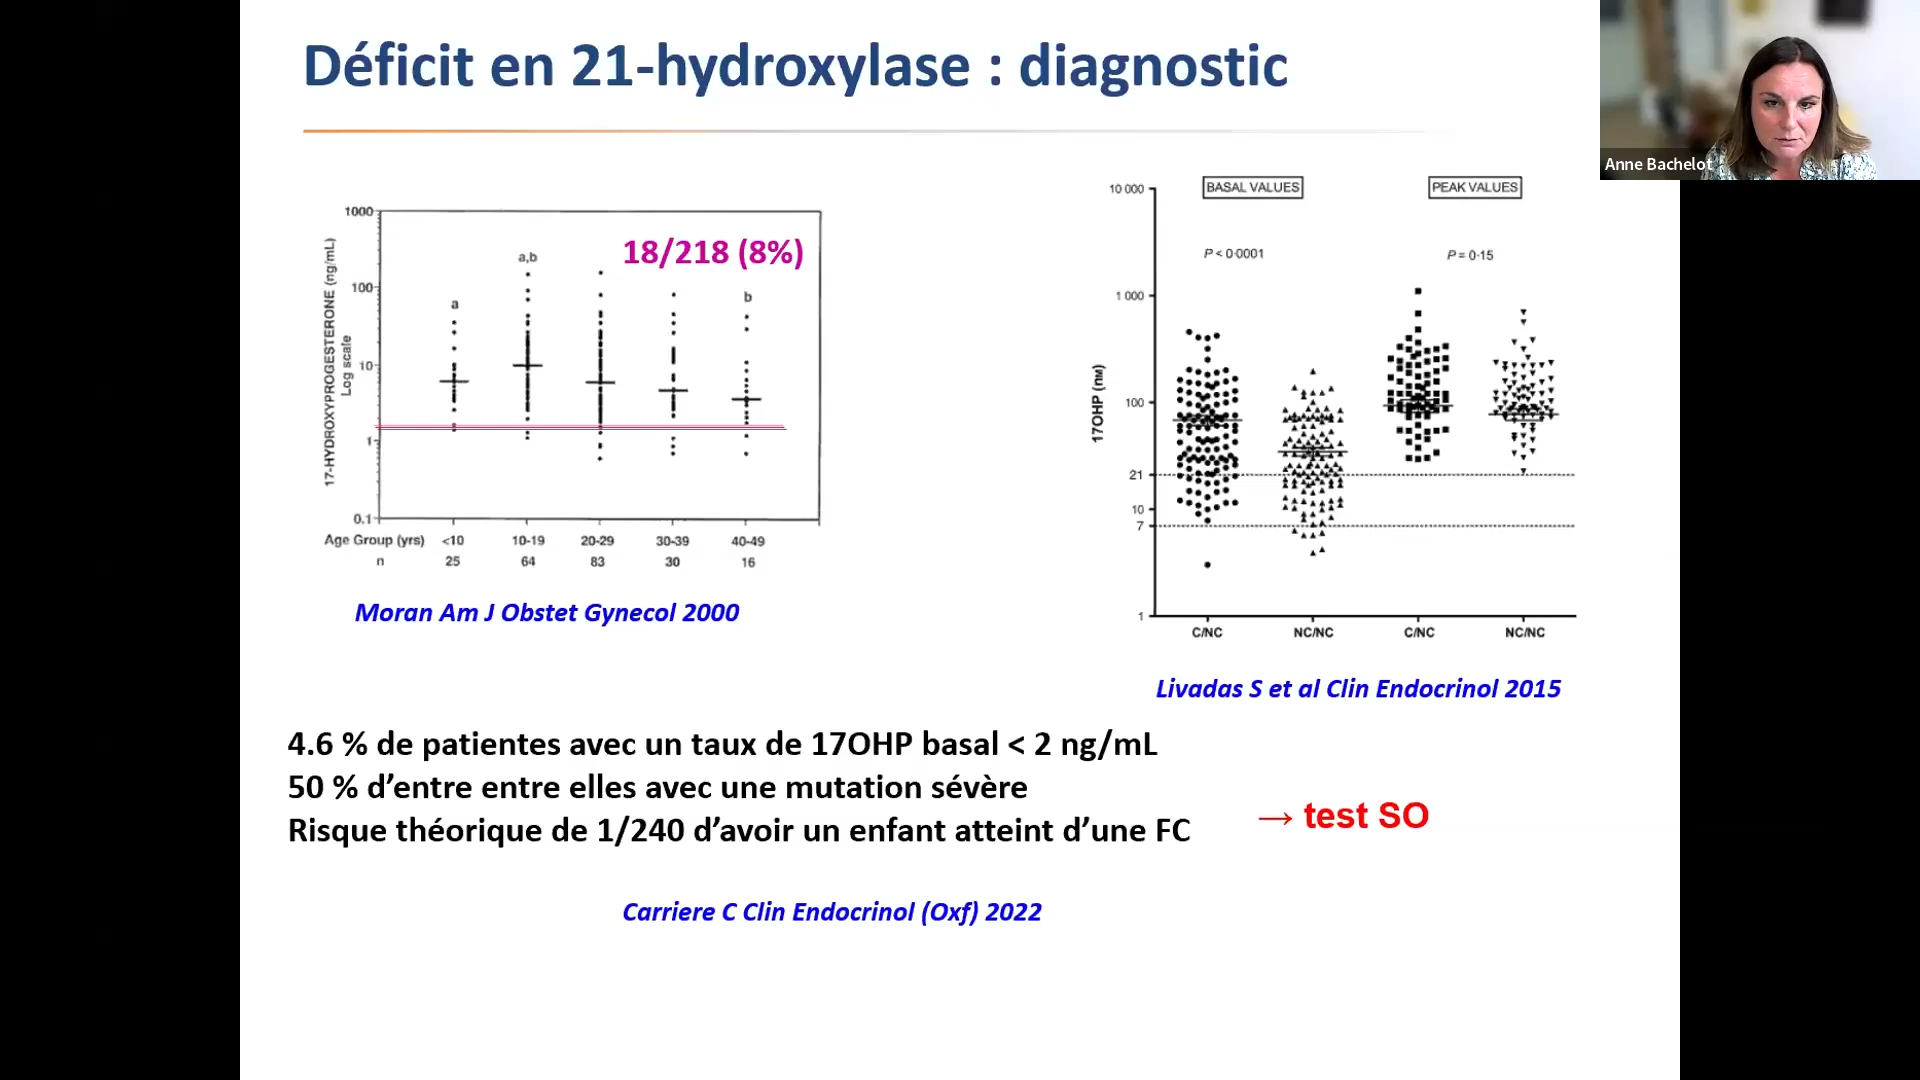 Déficit en 21-hydroxylase : diagnostic
Anne Bachelot
17-HYDROXYPROGESTERONE (ng/mL)
Log scale
1000
100
10
1
0.1
a
a,b
b
18/218 (8%)
Age Group (yrs) <10 10-19 20-29 30-39 40-49
n 25 64 83 30 16
Moran Am J Obstet Gynecol 2000
BASAL VALUES PEAK VALUES
P < 0·0001 P = 0·15
17OHP (nM)
10 000
1 000
100
21
10
7
1
C/NC NC/NC C/NC NC/NC
Livadas S et al Clin Endocrinol 2015
4.6 % de patientes avec un taux de 17OHP basal < 2 ng/mL
50 % d’entre entre elles avec une mutation sévère
Risque théorique de 1/240 d’avoir un enfant atteint d’une FC
→ test SO
Carriere C Clin Endocrinol (Oxf) 2022